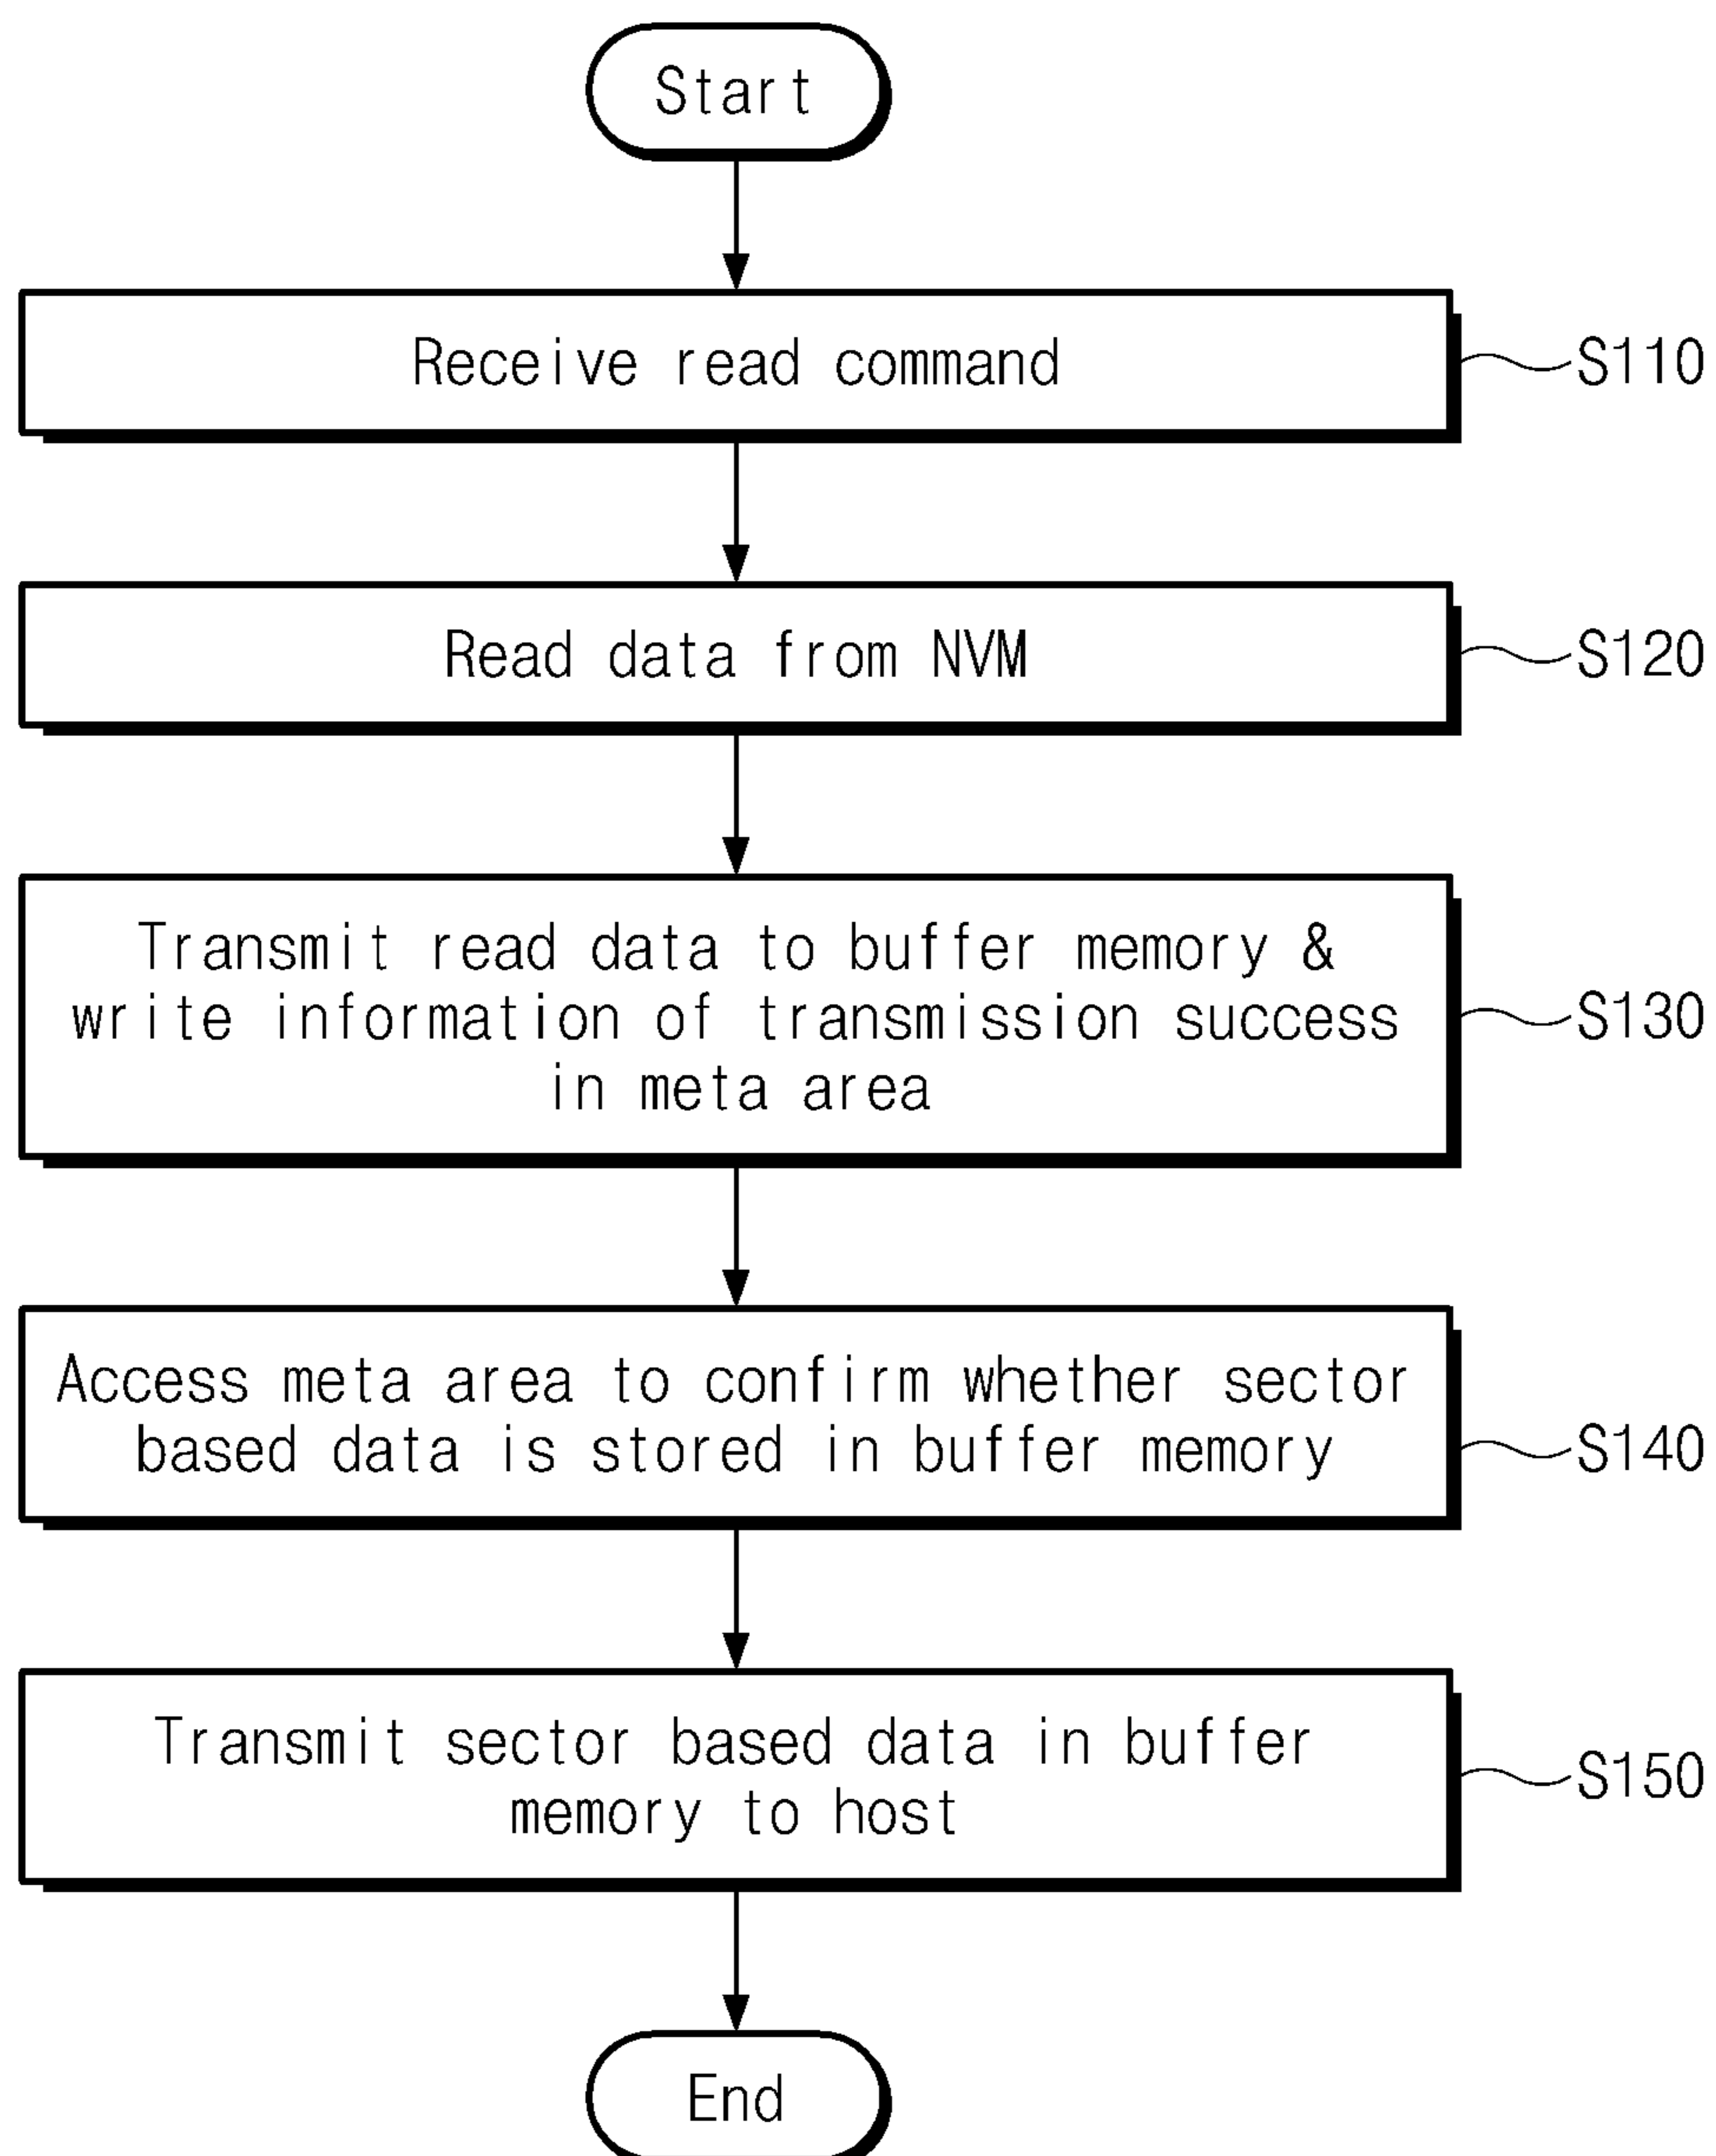 Start
Receive read command
S110
Read data from NVM
S120
Transmit read data to buffer memory &
write information of transmission success
in meta area
S130
Access meta area to confirm whether sector
based data is stored in buffer memory
S140
Transmit sector based data in buffer
memory to host
S150
End